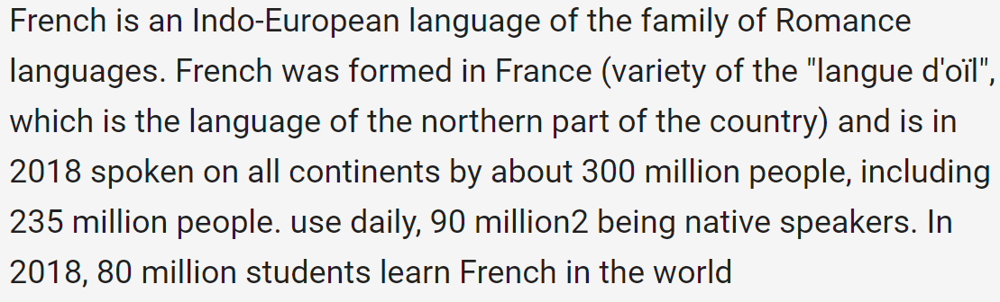 French is an Indo-European language of the family of Romance
languages. French was formed in France (variety of the "langue d'oïl",
which is the language of the northern part of the country) and is in
2018 spoken on all continents by about 300 million people, including
235 million people. use daily, 90 million2 being native speakers. In
2018, 80 million students learn French in the world